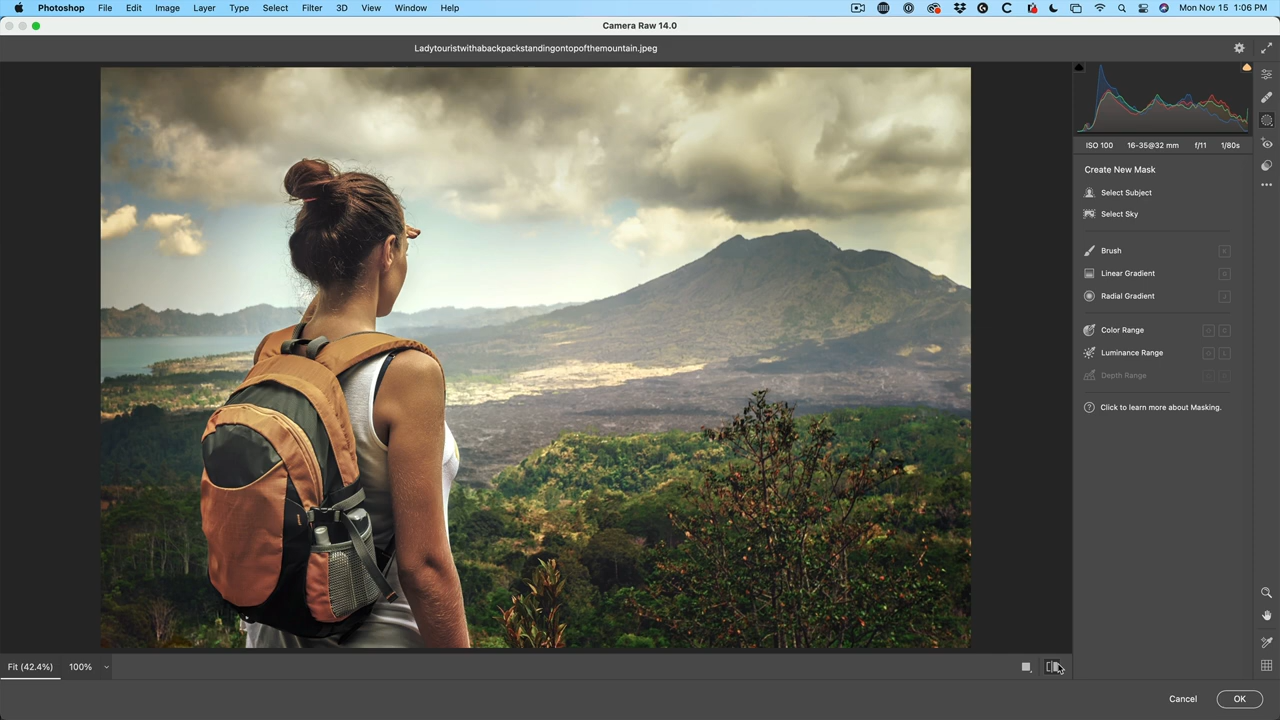 Photoshop File Edit Image Layer Type Select Filter 3D View Window Help Mon Nov 15 1:06 PM
Camera Raw 14.0
Ladytouristwithabackpackstandingontopofthemountain.jpeg
ISO 100 16-35@32 mm f/11 1/80s
Create New Mask
Select Subject
Select Sky
Brush K
Linear Gradient G
Radial Gradient J
Color Range
Luminance Range
Depth Range
Click to learn more about Masking.
Fit (42.4%) 100%
Cancel OK